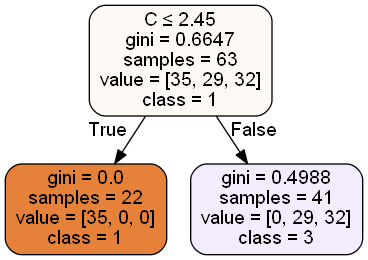 C ≤ 2.45
gini = 0.6647
samples = 63
value = [35, 29, 32]
class = 1
True
False
gini = 0.0
samples = 22
value = [35, 0, 0]
class = 1
gini = 0.4988
samples = 41
value = [0, 29, 32]
class = 3